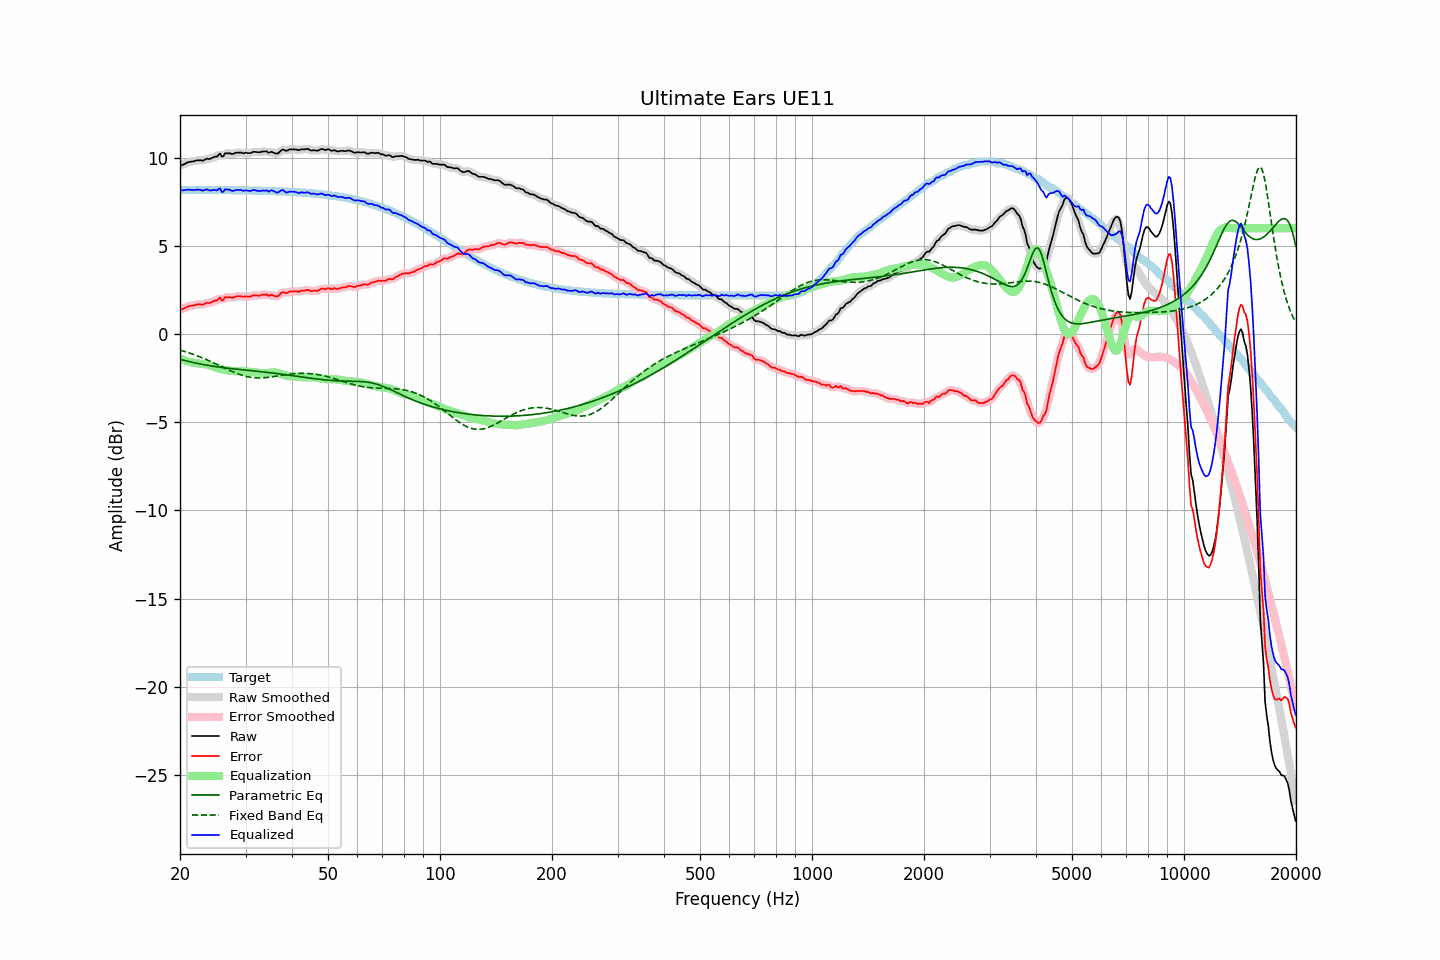 Ultimate Ears UE11
Amplitude (dBr)
10
5
0
−5
−10
−15
−20
−25
Target
Raw Smoothed
Error Smoothed
Raw
Error
Equalization
Parametric Eq
Fixed Band Eq
Equalized
20
50
100
200
500
1000
2000
5000
10000
20000
Frequency (Hz)